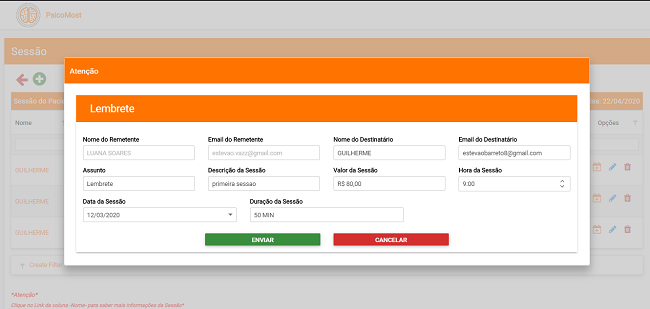 PsicoMost
Sessão
Atenção
Sessão do Paci
22/04/2020
Lembrete
Nome
Opções
Nome do Remetente
Email do Remetente
Nome do Destinatário
Email do Destinatário
LUANA SOARES
estevao.vazz@gmail.com
GUILHERME
estevaobarreto8@gmail.com
Assunto
Descrição da Sessão
Valor da Sessão
Hora da Sessão
Lembrete
primeira sessao
R$ 80,00
9:00
GUILHERME
Data da Sessão
Duração da Sessão
12/03/2020
50 MIN
GUILHERME
GUILHERME
ENVIAR
CANCELAR
Create Filter
*Atenção*
Clique no Link da coluna -Nome- para saber mais informações da Sessão*